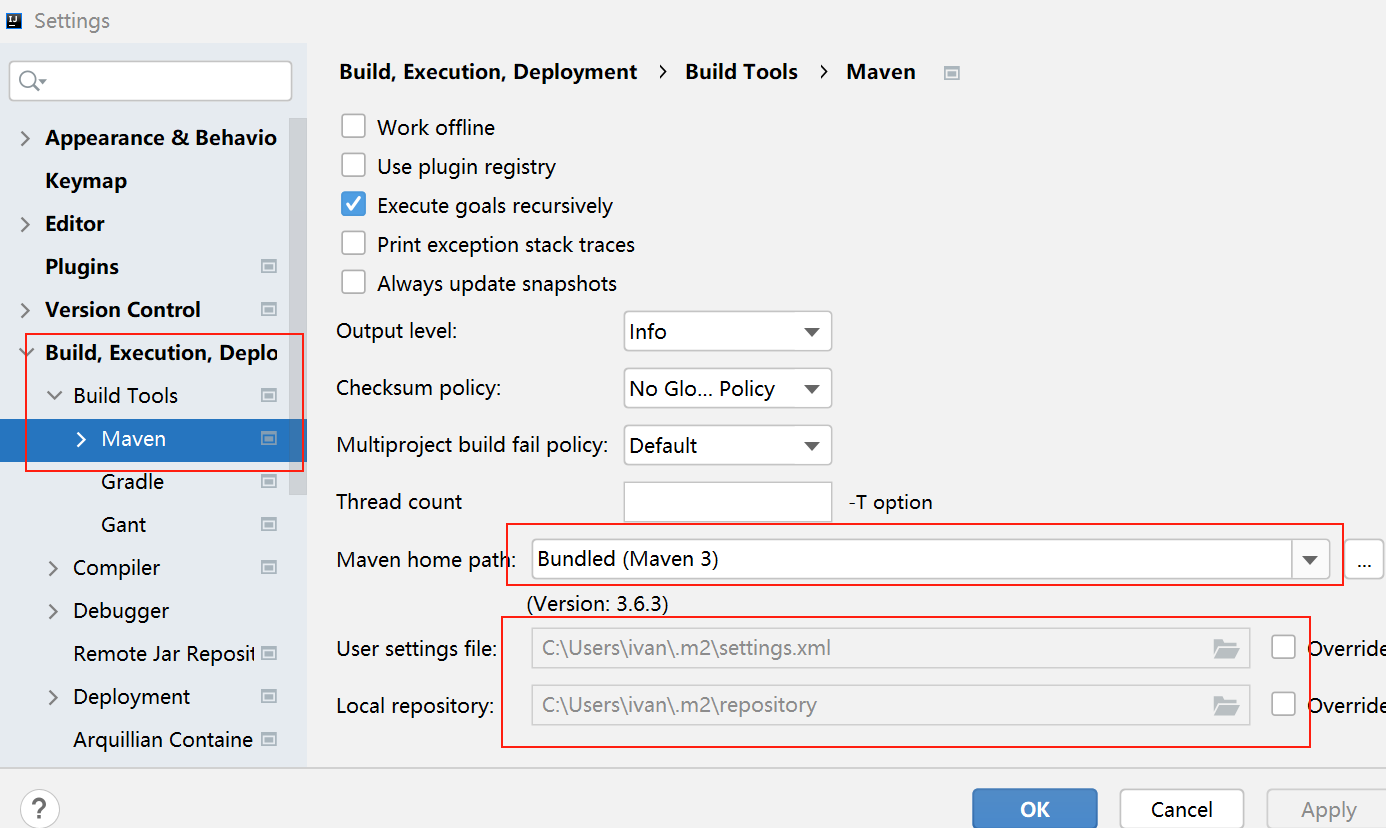 Settings
Build, Execution, Deployment › Build Tools › Maven
Appearance & Behavio
Keymap
Editor
Plugins
Version Control
Build, Execution, Deplo
Build Tools
Maven
Gradle
Gant
Compiler
Debugger
Remote Jar Reposit
Deployment
Arquillian Containe
Work offline
Use plugin registry
Execute goals recursively
Print exception stack traces
Always update snapshots
Output level: Info
Checksum policy: No Glo... Policy
Multiproject build fail policy: Default
Thread count -T option
Maven home path: Bundled (Maven 3) ...
(Version: 3.6.3)
User settings file: C:\Users\ivan\.m2\settings.xml Override
Local repository: C:\Users\ivan\.m2\repository Override
? OK Cancel Apply